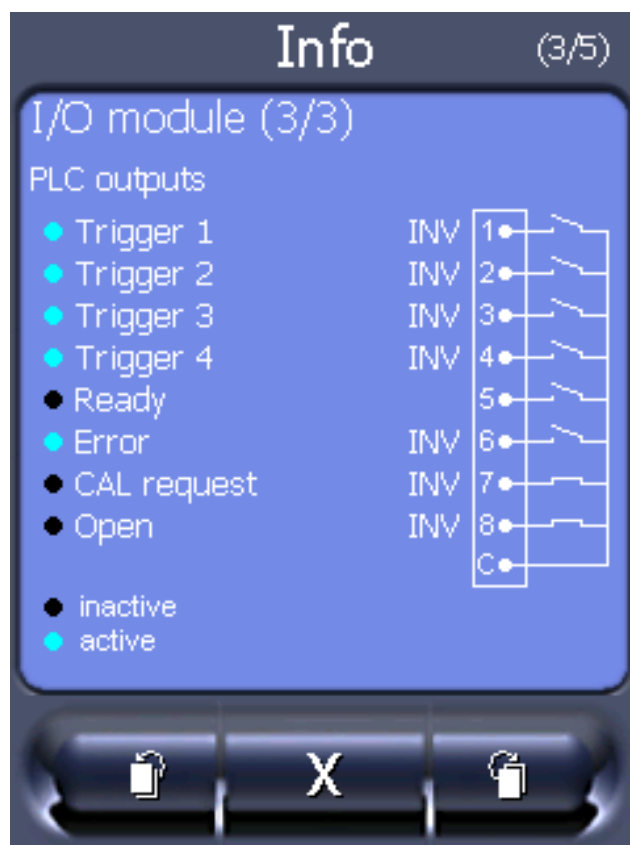 Info (3/5)
I/O module (3/3)
PLC outputs
Trigger 1 INV 1
Trigger 2 INV 2
Trigger 3 INV 3
Trigger 4 INV 4
Ready 5
Error INV 6
CAL request INV 7
Open INV 8
C
inactive
active
X